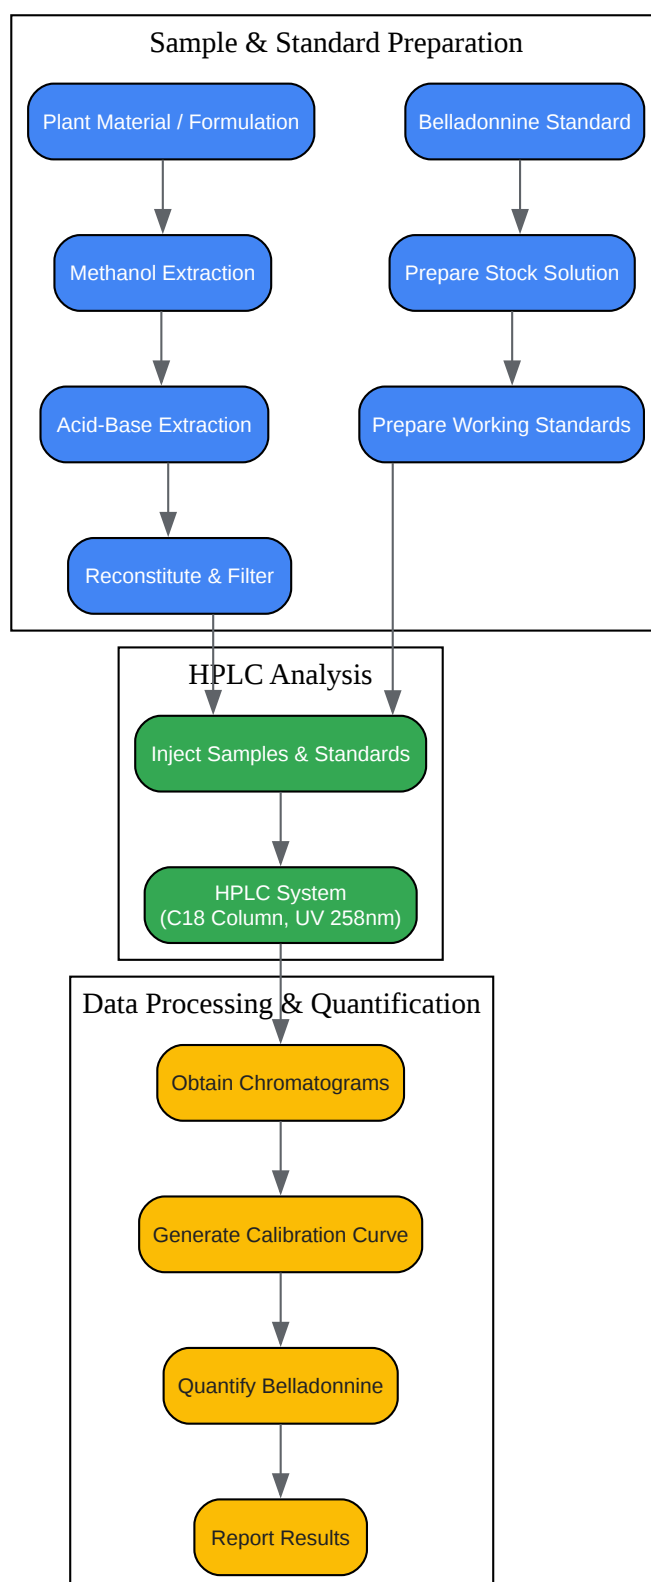 Sample & Standard Preparation
Plant Material / Formulation
Belladonnine Standard
Methanol Extraction
Prepare Stock Solution
Acid-Base Extraction
Prepare Working Standards
Reconstitute & Filter
HPLC Analysis
Inject Samples & Standards
HPLC System
(C18 Column, UV 258nm)
Data Processing & Quantification
Obtain Chromatograms
Generate Calibration Curve
Quantify Belladonnine
Report Results